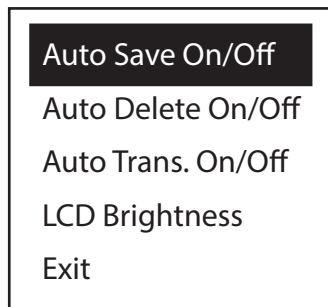 Auto Save On/Off
Auto Delete On/Off
Auto Trans. On/Off
LCD Brightness
Exit